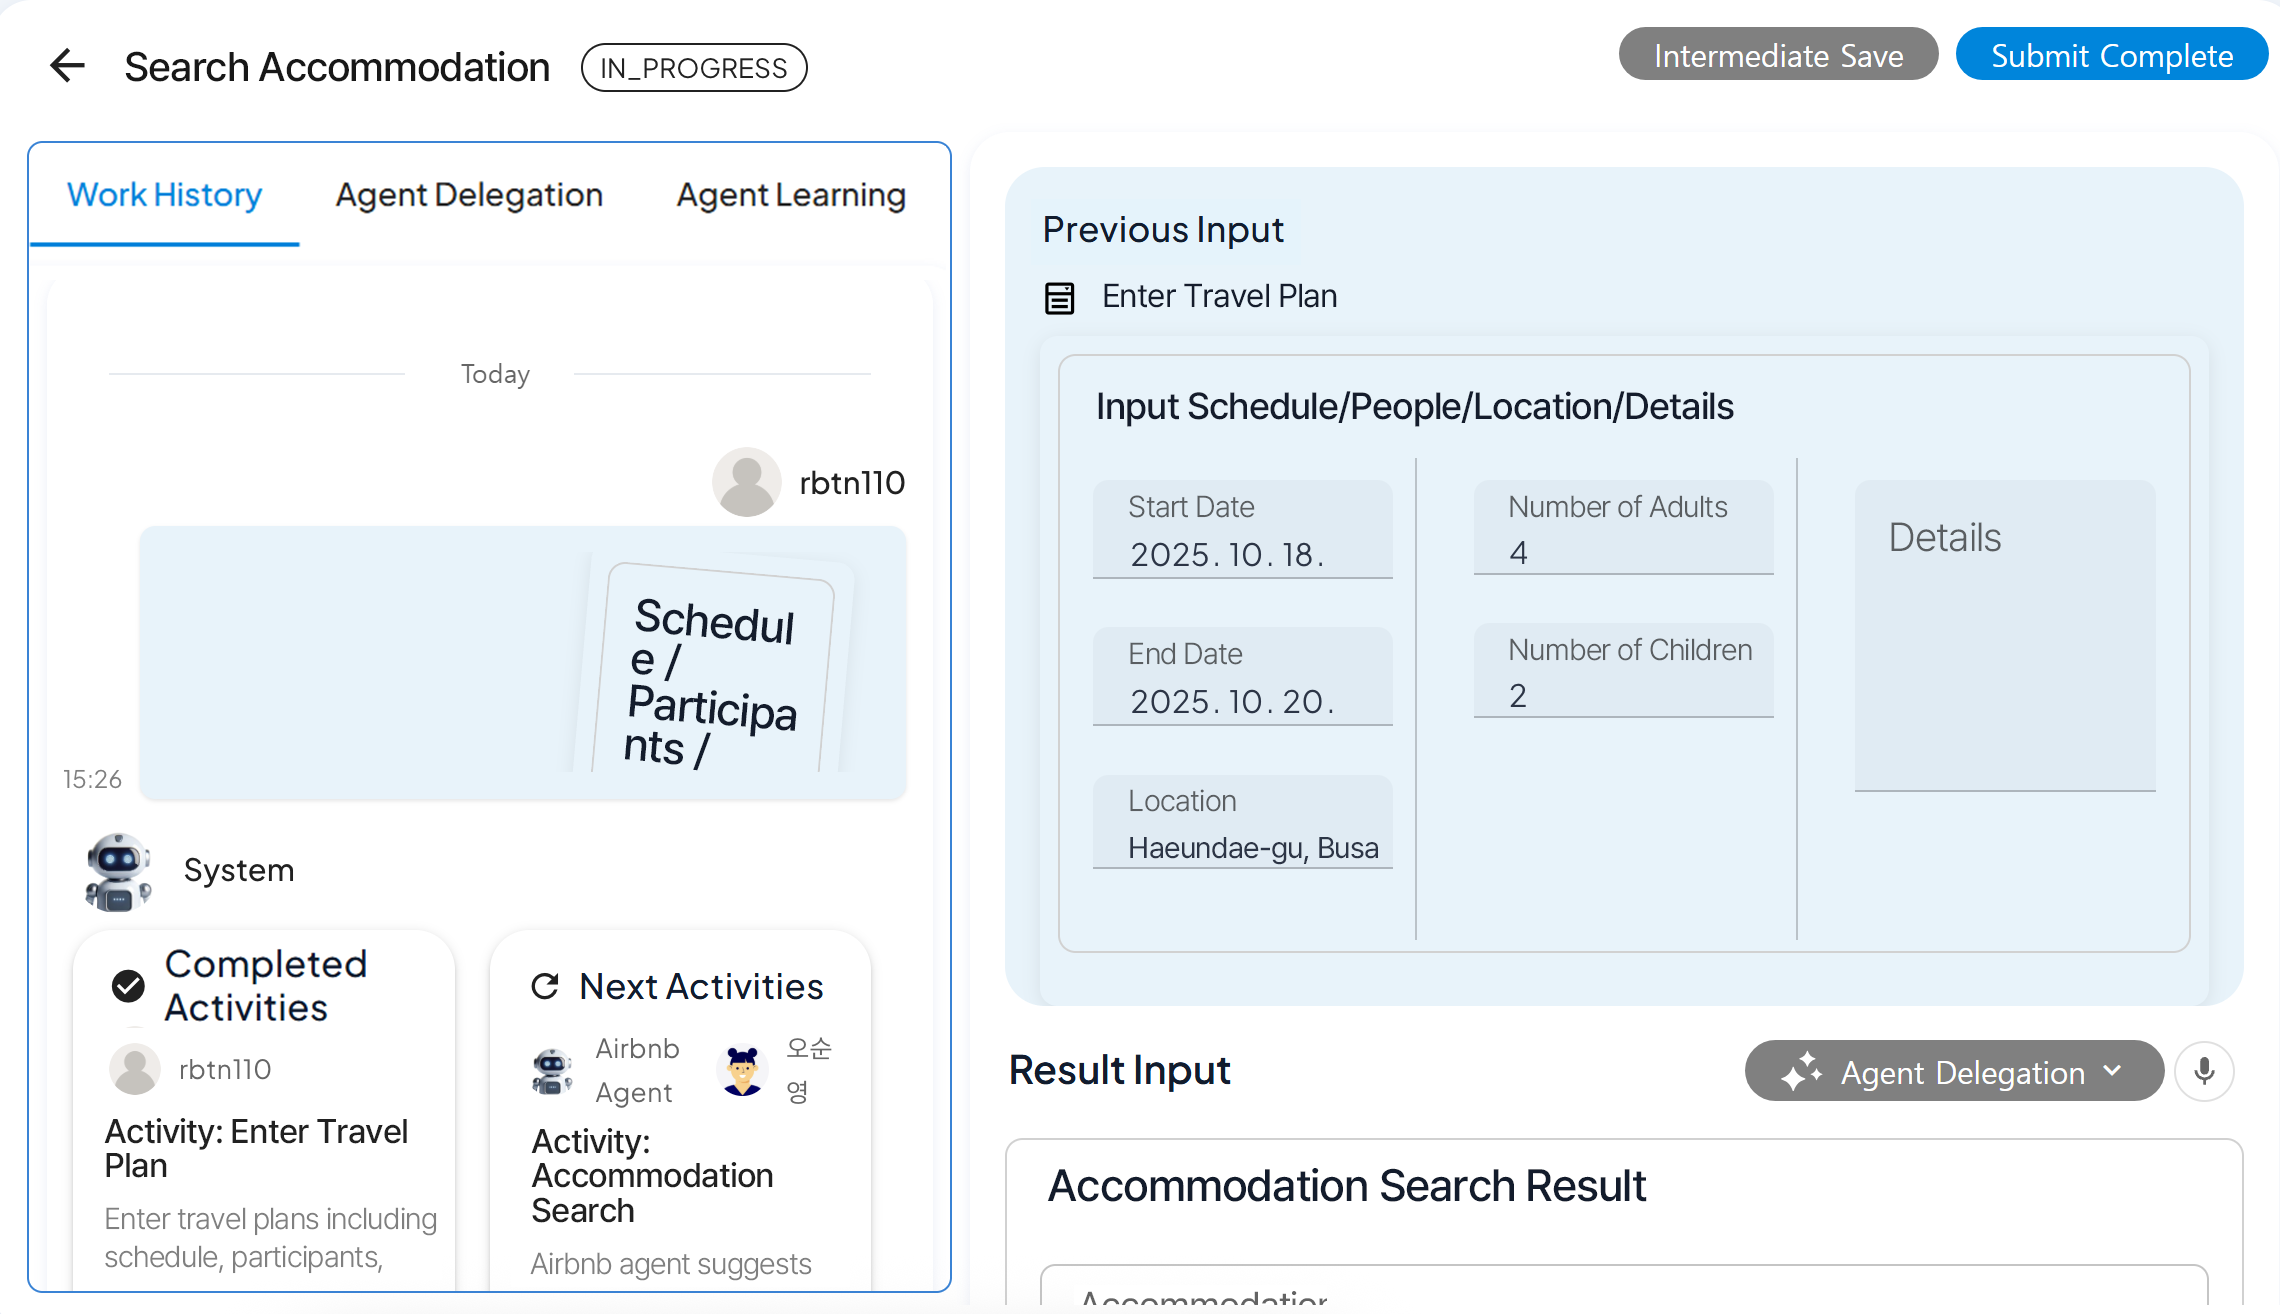 Search Accommodation
IN_PROGRESS
Intermediate Save
Submit Complete
Work History
Agent Delegation
Agent Learning
Today
rbtn110
Schedul
e /
Participa
nts /
15:26
System
Completed
Activities
rbtn110
Activity: Enter Travel
Plan
Enter travel plans including
schedule, participants,
Next Activities
Airbnb
Agent
오순
영
Activity:
Accommodation
Search
Airbnb agent suggests
Previous Input
Enter Travel Plan
Input Schedule/People/Location/Details
Start Date
2025. 10. 18.
End Date
2025. 10. 20.
Location
Haeundae-gu, Busa
Number of Adults
4
Number of Children
2
Details
Result Input
Agent Delegation
Accommodation Search Result
Accommodation